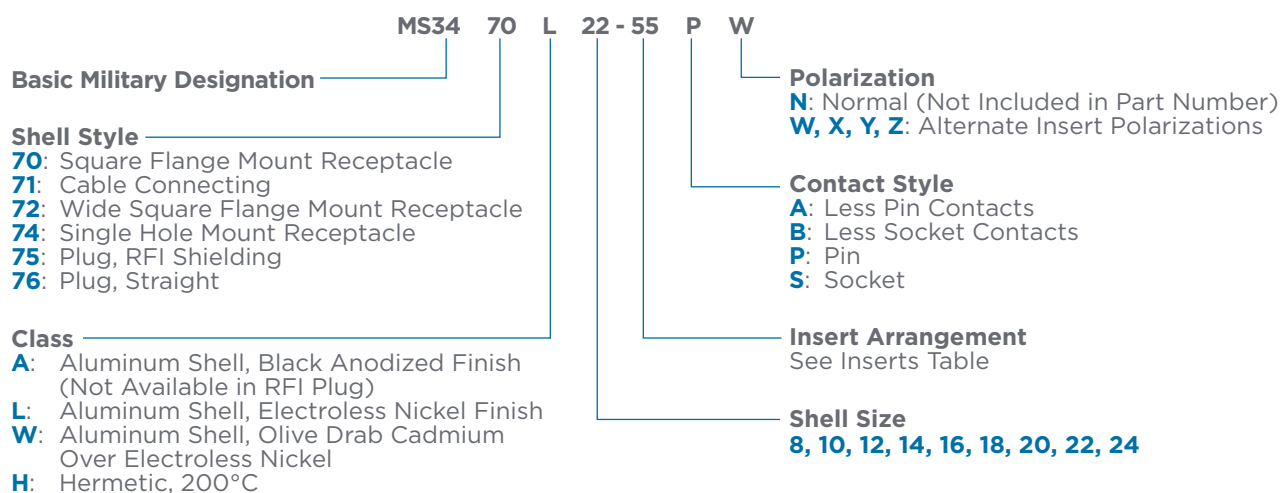 MS34 70 L 22 - 55 P W
Basic Military Designation
Shell Style
70: Square Flange Mount Receptacle
71: Cable Connecting
72: Wide Square Flange Mount Receptacle
74: Single Hole Mount Receptacle
75: Plug, RFI Shielding
76: Plug, Straight
Class
A: Aluminum Shell, Black Anodized Finish
(Not Available in RFI Plug)
L: Aluminum Shell, Electroless Nickel Finish
W: Aluminum Shell, Olive Drab Cadmium
Over Electroless Nickel
H: Hermetic, 200°C
Polarization
N: Normal (Not Included in Part Number)
W, X, Y, Z: Alternate Insert Polarizations
Contact Style
A: Less Pin Contacts
B: Less Socket Contacts
P: Pin
S: Socket
Insert Arrangement
See Inserts Table
Shell Size
8, 10, 12, 14, 16, 18, 20, 22, 24